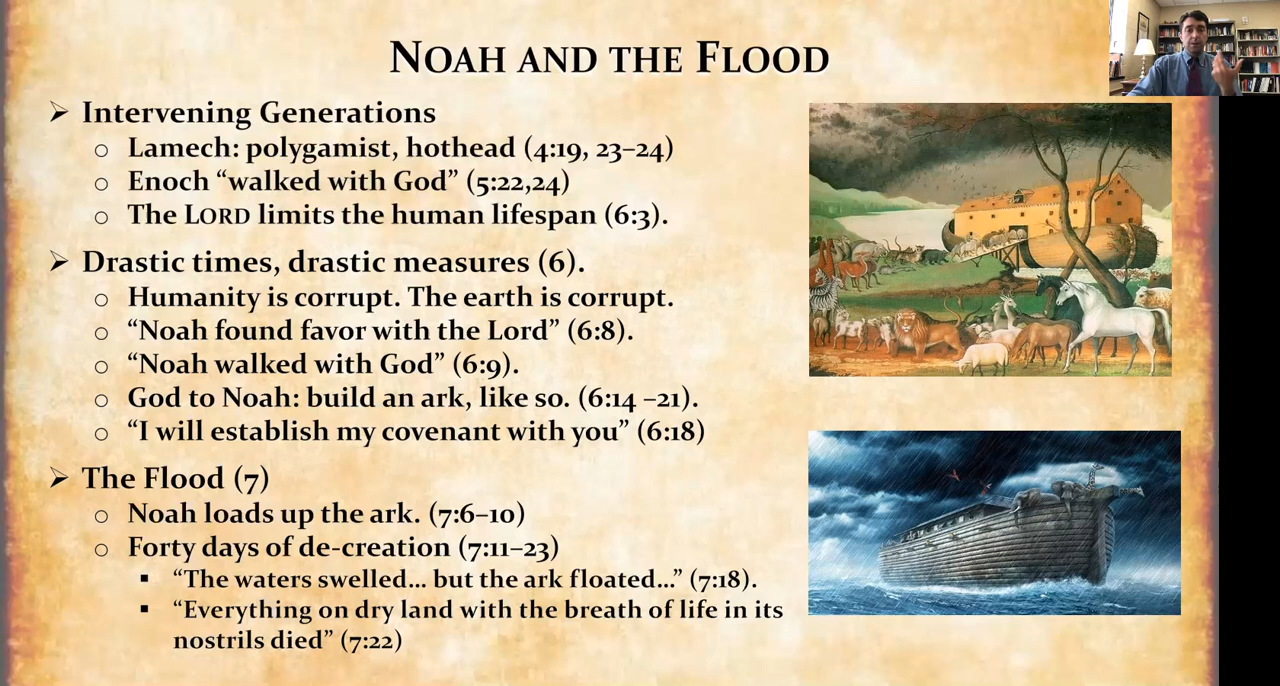 NOAH AND THE FLOOD
➢ Intervening Generations
○ Lamech: polygamist, hothead (4:19, 23–24)
○ Enoch “walked with God” (5:22,24)
○ The LORD limits the human lifespan (6:3).
➢ Drastic times, drastic measures (6).
○ Humanity is corrupt. The earth is corrupt.
○ “Noah found favor with the Lord” (6:8).
○ “Noah walked with God” (6:9).
○ God to Noah: build an ark, like so. (6:14 –21).
○ “I will establish my covenant with you” (6:18)
➢ The Flood (7)
○ Noah loads up the ark. (7:6–10)
○ Forty days of de-creation (7:11–23)
▪ “The waters swelled... but the ark floated...” (7:18).
▪ “Everything on dry land with the breath of life in its
nostrils died” (7:22)